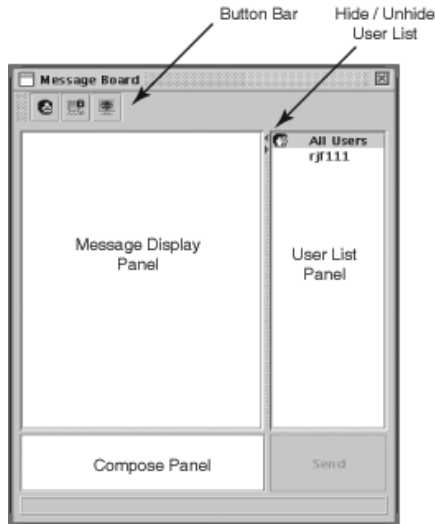 Button Bar
Hide / Unhide
User List
Message Board
All Users
rjf111
Message Display
Panel
User List
Panel
Compose Panel
Send